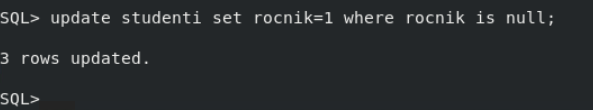 SQL> update studenti set rocnik=1 where rocnik is null;
3 rows updated.
SQL>